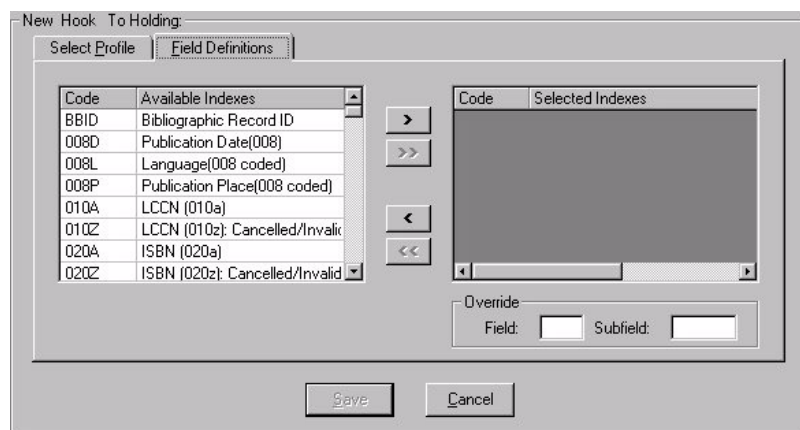 New Hook To Holding:
Select Profile
Field Definitions
Code Available Indexes
BBID Bibliographic Record ID
008D Publication Date(008)
008L Language(008 coded)
008P Publication Place(008 coded)
010A LCCN (010a)
010Z LCCN (010z): Cancelled/Invalid
020A ISBN (020a)
020Z ISBN (020z): Cancelled/Invalid
>
>>
<
<<
Code Selected Indexes
Override
Field: Subfield:
Save Cancel